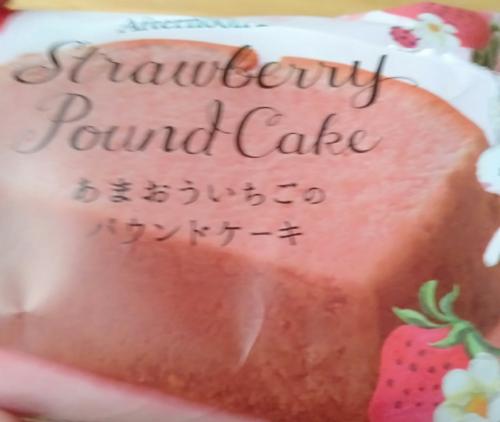 Strawberry
Pound Cake
あまおういちごの
パウンドケーキ